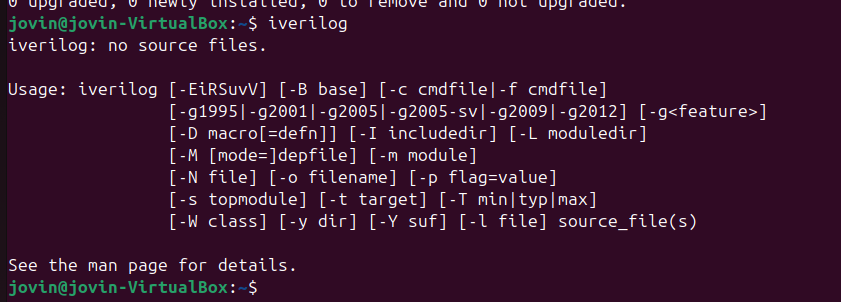 0 upgraded, 0 newly installed, 0 to remove and 0 not upgraded.
jovin@jovin-VirtualBox:~$ iverilog
iverilog: no source files.
Usage: iverilog [-EiRSuvV] [-B base] [-c cmdfile|-f cmdfile]
[-g1995|-g2001|-g2005|-g2005-sv|-g2009|-g2012] [-g<feature>]
[-D macro[=defn]] [-I includedir] [-L moduledir]
[-M [mode=]depfile] [-m module]
[-N file] [-o filename] [-p flag=value]
[-s topmodule] [-t target] [-T min|typ|max]
[-W class] [-y dir] [-Y suf] [-l file] source_file(s)
See the man page for details.
jovin@jovin-VirtualBox:~$